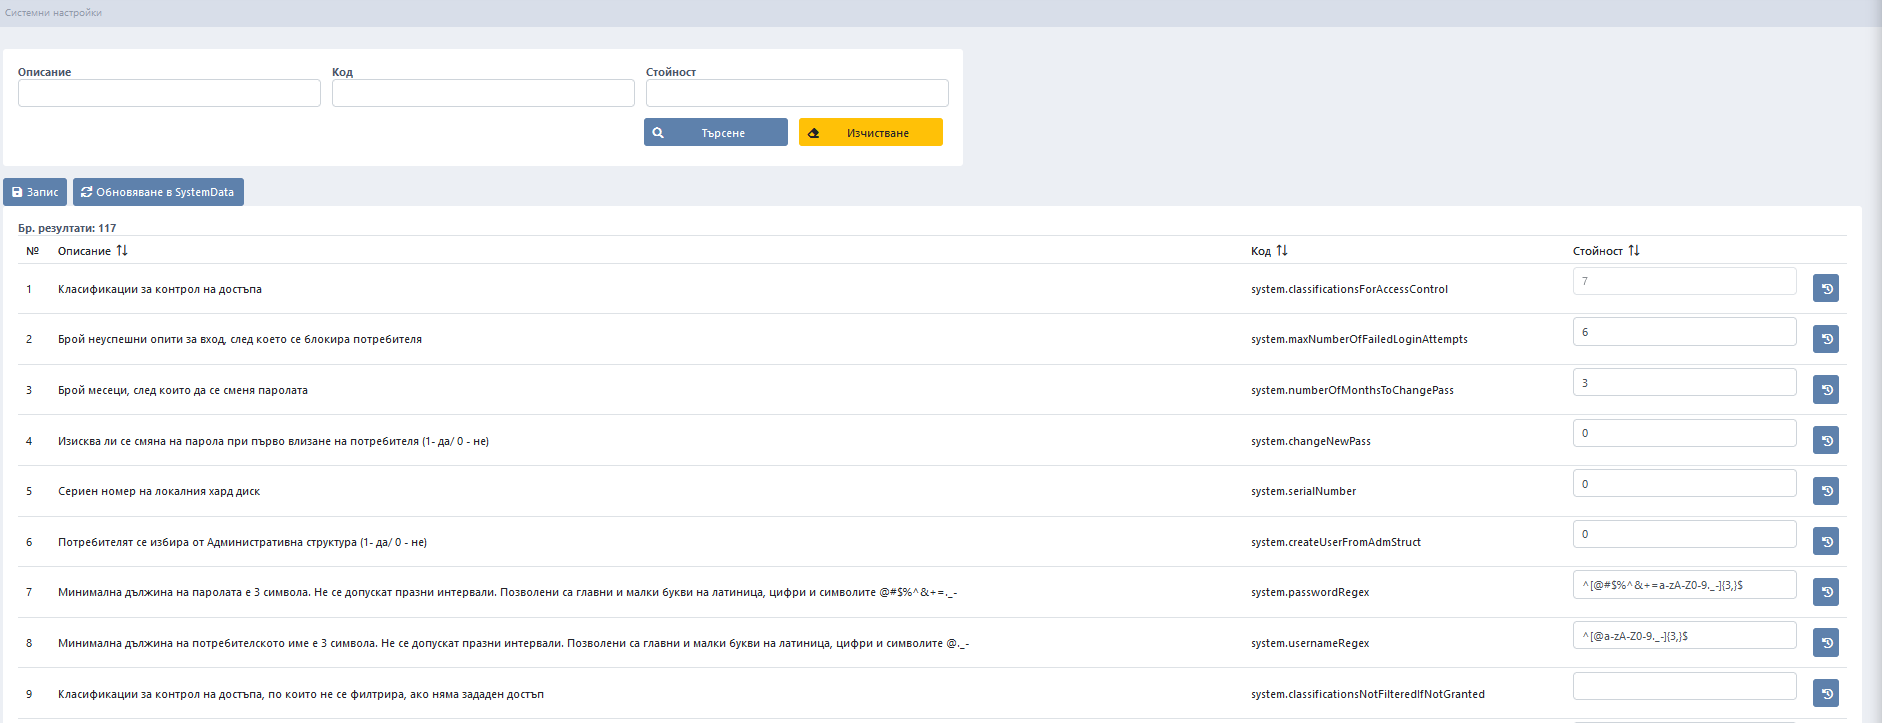 Системни настройки
Описание Код Стойност
Търсене Изчистване
Запис Обновяване в SystemData
Бр. резултати: 117
№ Описание Код Стойност
1 Класификации за контрол на достъпа system.classificationsForAccessControl 7
2 Брой неуспешни опити за вход, след което се блокира потребителя system.maxNumberOfFailedLoginAttempts 6
3 Брой месеци, след които да се сменя паролата system.numberOfMonthsToChangePass 3
4 Изисква ли се смяна на парола при първо влизане на потребителя (1- да/ 0 - не) system.changeNewPass 0
5 Сериен номер на локалния хард диск system.serialNumber 0
6 Потребителят се избира от Административна структура (1- да/ 0 - не) system.createUserFromAdmStruct 0
7 Минимална дължина на паролата е 3 символа. Не се допускат празни интервали. Позволени са главни и малки букви на латиница, цифри и символите @#$%^&+=._- system.passwordRegex ^[@#$%^&+=a-zA-Z0-9._-]{3,}$
8 Минимална дължина на потребителското име е 3 символа. Не се допускат празни интервали. Позволени са главни и малки букви на латиница, цифри и символите @._- system.usernameRegex ^[@a-zA-Z0-9._-]{3,}$
9 Класификации за контрол на достъпа, по които не се филтрира, ако няма зададен достъп system.classificationsNotFilteredIfNotGranted